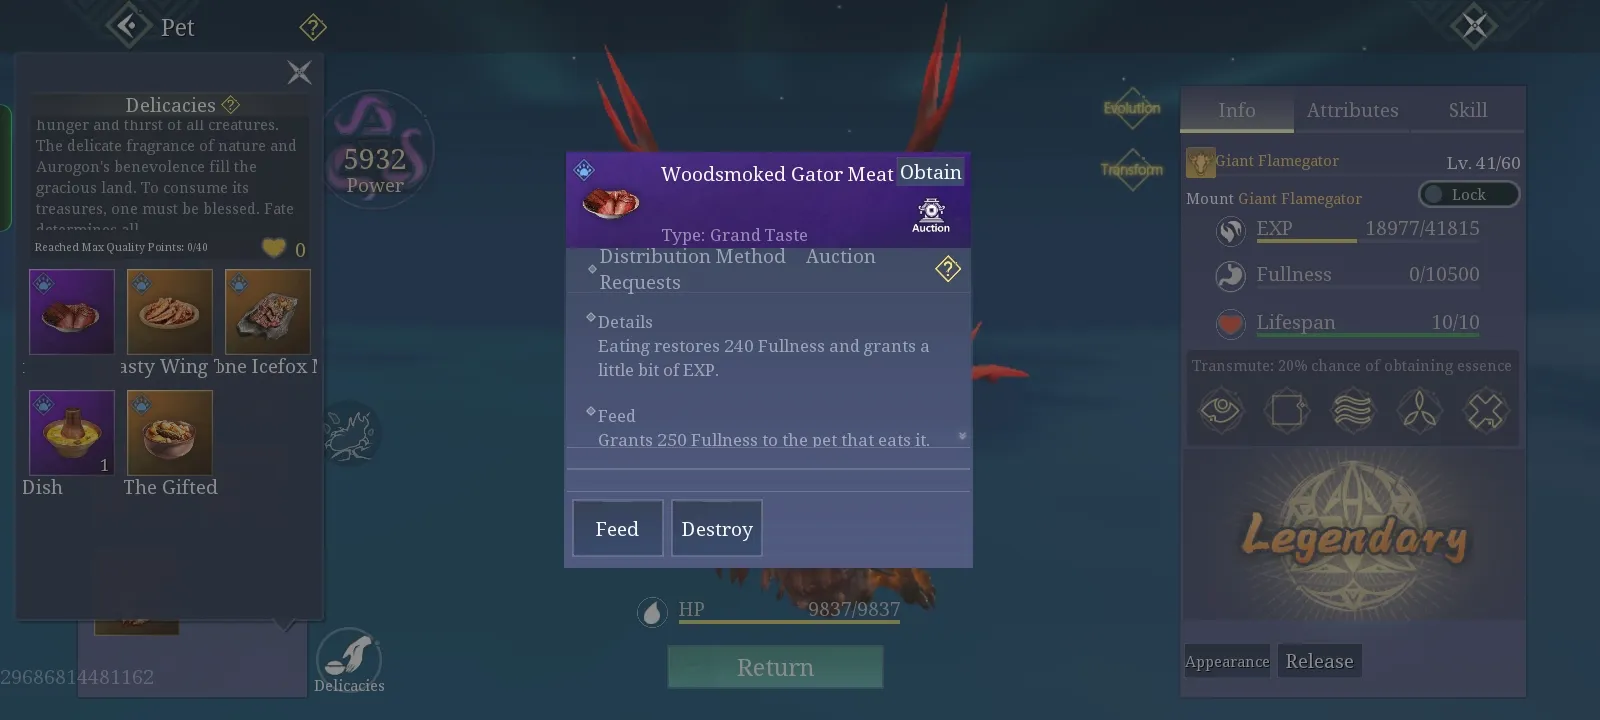 Pet
?
Delicacies ?
hunger and thirst of all creatures.
The delicate fragrance of nature and
Aurogon's benevolence fill the
gracious land. To consume its
treasures, one must be blessed. Fate
determines all
Reached Max Quality Points: 0/40
0
asty Wing
one Icefox
1
Dish
The Gifted
29686814481162
Delicacies
5932
Power
Woodsmoked Gator Meat
Obtain
Auction
Type: Grand Taste
Distribution Method Auction
Requests
?
Details
Eating restores 240 Fullness and grants a
little bit of EXP.
Feed
Grants 250 Fullness to the pet that eats it.
Feed
Destroy
HP 9837/9837
Return
Evolution
Transform
Info
Attributes
Skill
Giant Flamegator
Lv. 41/60
Mount Giant Flamegator
Lock
EXP 18977/41815
Fullness 0/10500
Lifespan 10/10
Transmute: 20% chance of obtaining essence
Legendary
Appearance
Release